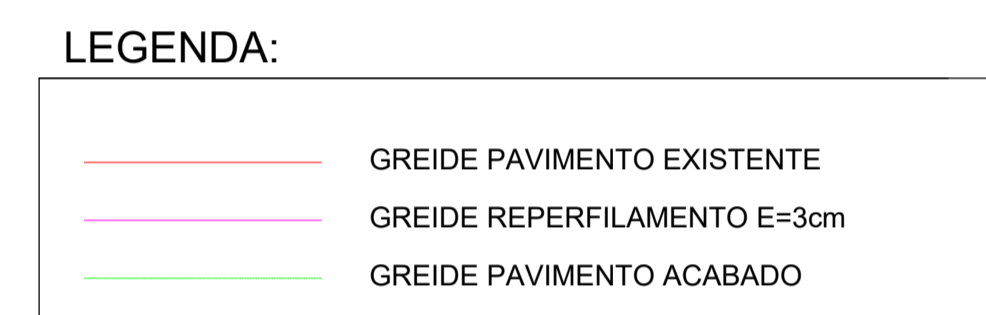 LEGENDA:
GREIDE PAVIMENTO EXISTENTE
GREIDE REPERFILAMENTO E=3cm
GREIDE PAVIMENTO ACABADO